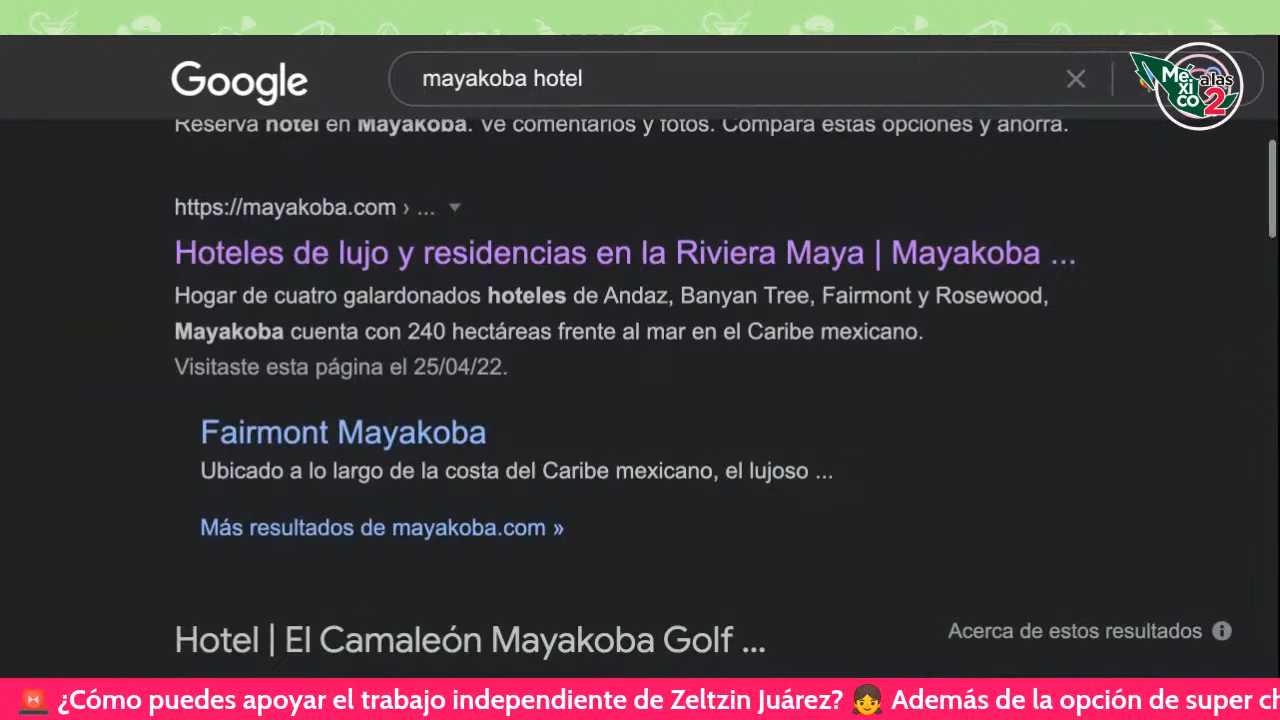 Google
mayakoba hotel
Mé
xi
co
alas
2
Reserva hotel en Mayakoba. Ve comentarios y fotos. Compara estas opciones y ahorra.
https://mayakoba.com › ...
Hoteles de lujo y residencias en la Riviera Maya | Mayakoba ...
Hogar de cuatro galardonados hoteles de Andaz, Banyan Tree, Fairmont y Rosewood,
Mayakoba cuenta con 240 hectáreas frente al mar en el Caribe mexicano.
Visitaste esta página el 25/04/22.
Fairmont Mayakoba
Ubicado a lo largo de la costa del Caribe mexicano, el lujoso ...
Más resultados de mayakoba.com »
Hotel | El Camaleón Mayakoba Golf ...
Acerca de estos resultados
¿Cómo puedes apoyar el trabajo independiente de Zeltzin Juárez? 👧 Además de la opción de super ch